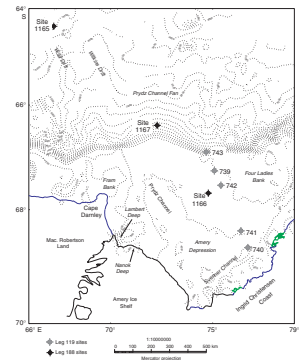 64°
S
Site
1165
Wild Drift
Wilkins Drift
Prydz Channel Fan
66°
Site
1167
743
739
742
Four Ladies
Bank
Fram
Bank
Prydz Channel
Site
1166
68°
Cape
Darnley
Lambert
Deep
Mac. Robertson
Land
Amery
Depression
741
740
Nanok
Deep
Svenner Channel
Amery Ice
Shelf
Ingrid Christensen
Coast
70°
66° E
70°
75°
79°
Leg 119 sites
Leg 188 sites
1:10000000
0 100 200 300 400 500 km
Mercator projection